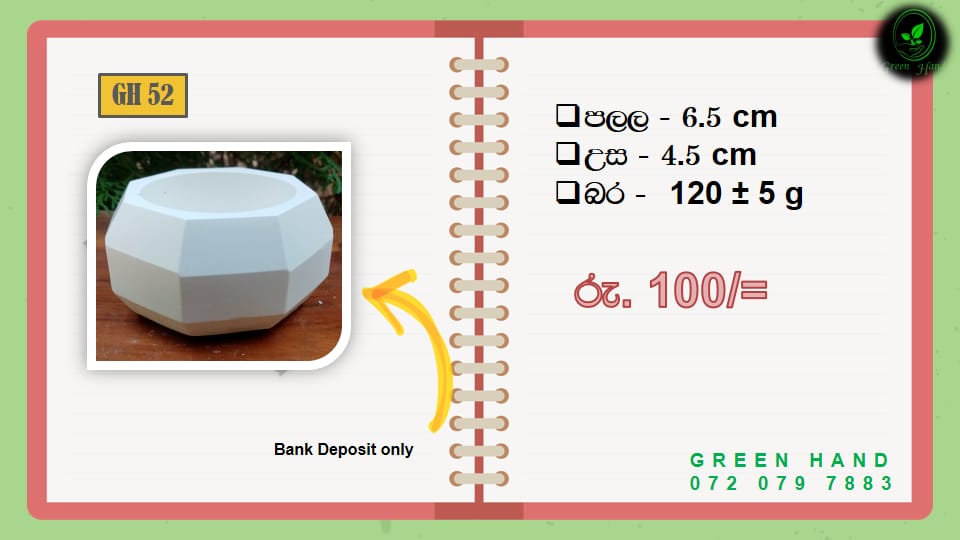 GH 52
Green Hand
❑පලල - 6.5 cm
❑උස - 4.5 cm
❑බර - 120 ± 5 g
රු. 100/=
Bank Deposit only
GREEN HAND
072 079 7883